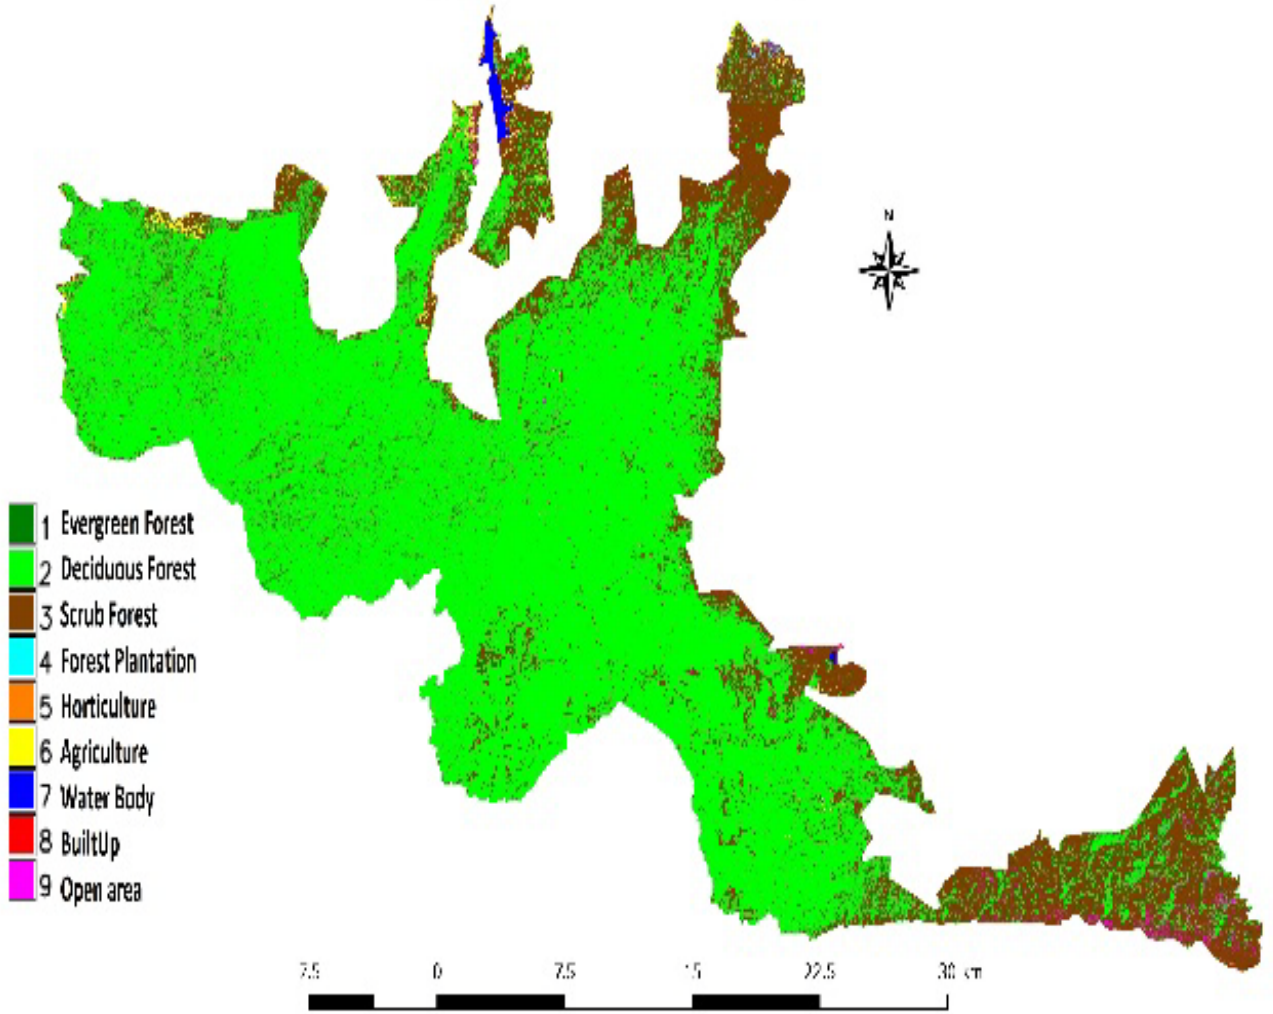 N
1 Evergreen Forest
2 Deciduous Forest
3 Scrub Forest
4 Forest Plantation
5 Horticulture
6 Agriculture
7 Water Body
8 BuiltUp
9 Open area
7.5 0 7.5 15 22.5 30 km